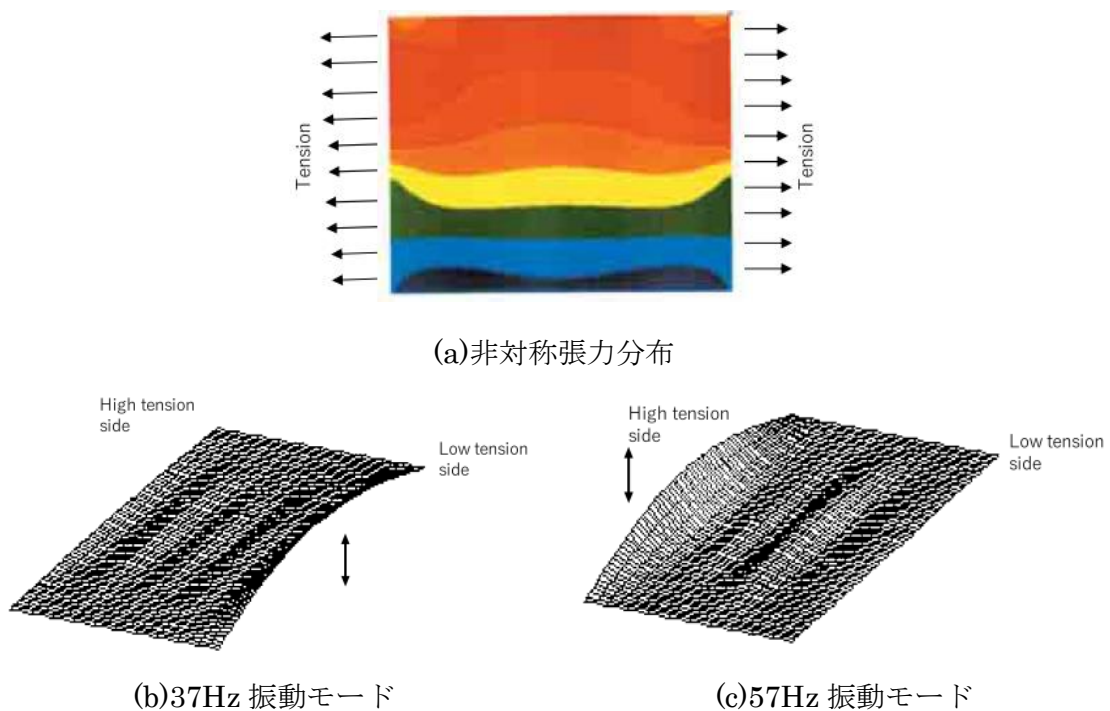 Tension
Tension
(a)非対称張力分布
High tension
side
Low tension
side
(b)37Hz 振動モード
High tension
side
Low tension
side
(c)57Hz 振動モード